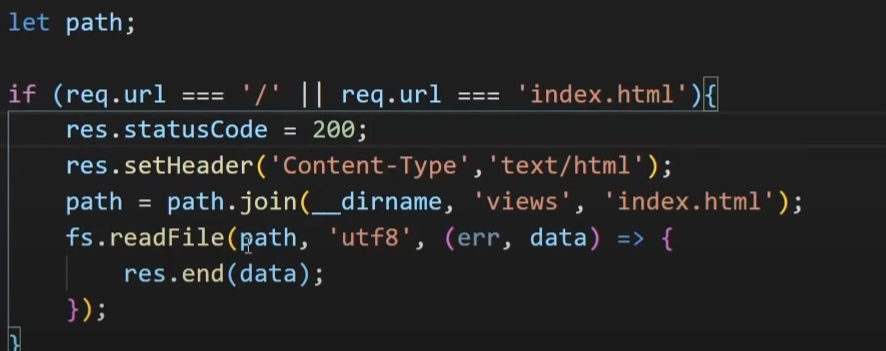 let path;
if (req.url === '/' || req.url === 'index.html'){
res.statusCode = 200;
res.setHeader('Content-Type','text/html');
path = path.join(__dirname, 'views', 'index.html');
fs.readFile(path, 'utf8', (err, data) => {
res.end(data);
});
}